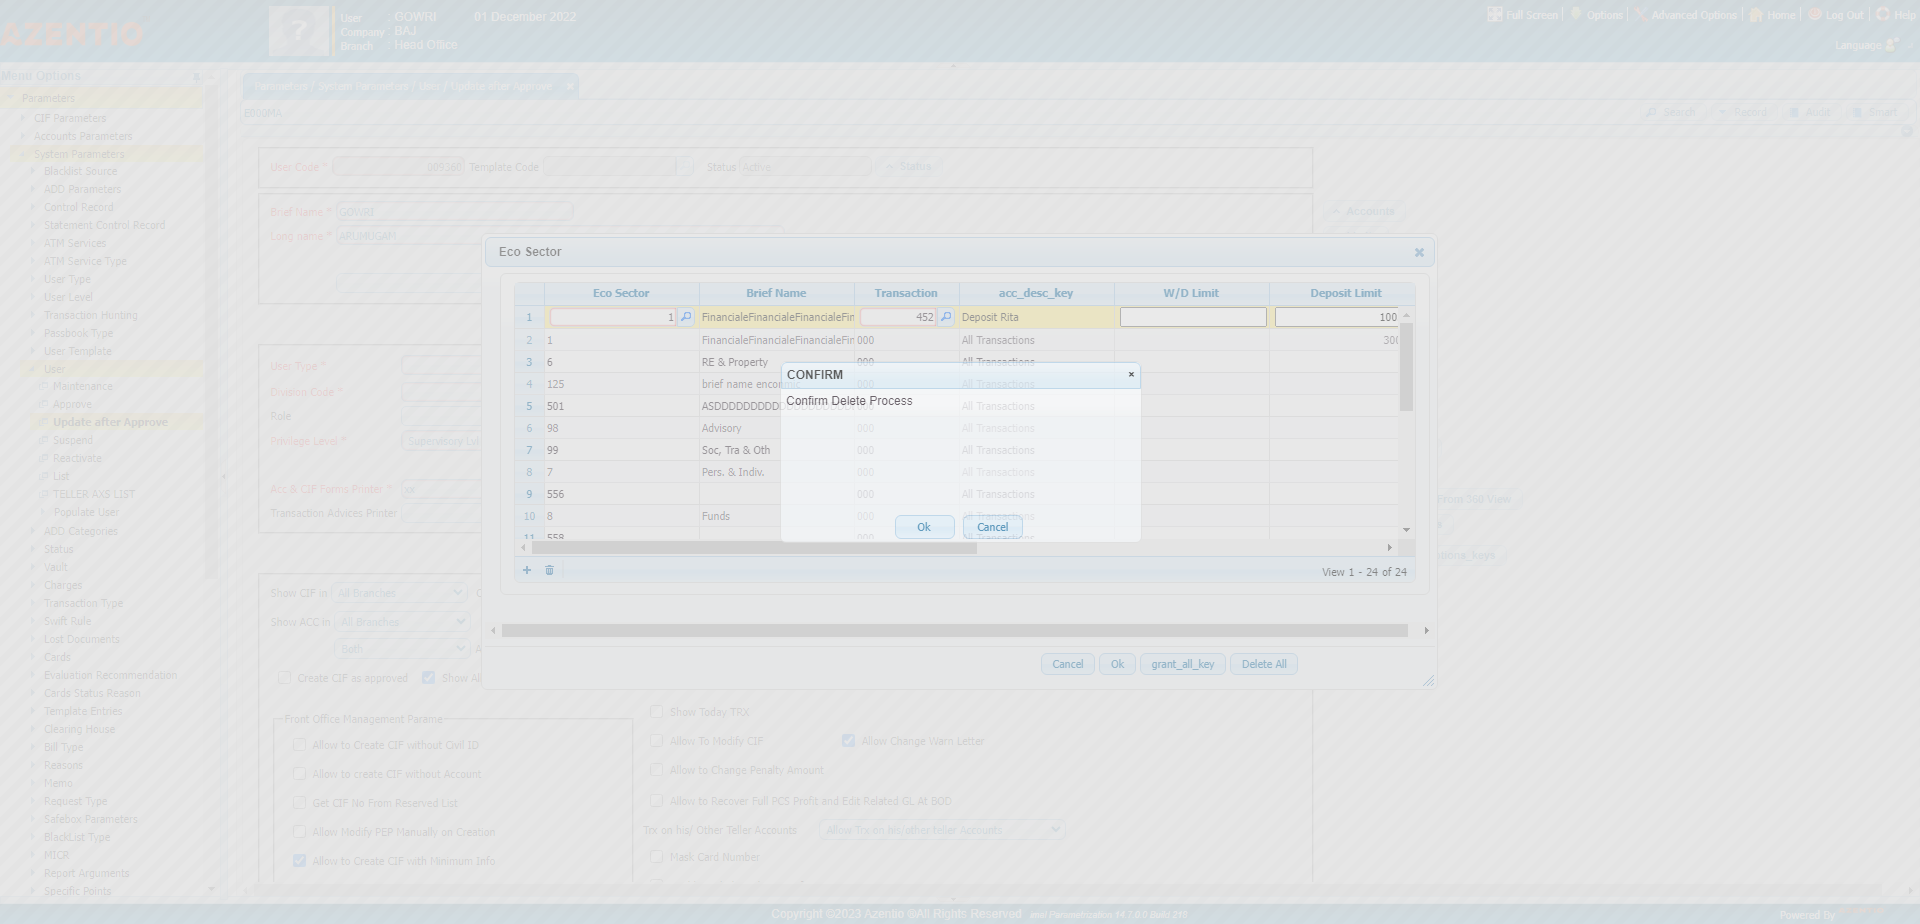 AZENTIO
User : GOWRI 01 December 2022
Company : BAJ
Branch : Head Office
Full Screen | Options | Advanced Options | Home | Log Out | Help
Language
Menu Options
Parameters
CIF Parameters
Accounts Parameters
System Parameters
Blacklist Source
ADD Parameters
Control Record
Statement Control Record
ATM Services
ATM Service Type
User Type
User Level
Transaction Hunting
Passbook Type
User Template
User
Maintenance
Approve
Update after Approve
Suspend
Reactivate
List
TELLER AXS LIST
Populate User
ADD Categories
Status
Vault
Charges
Transaction Type
Swift Rule
Lost Documents
Cards
Evaluation Recommendation
Cards Status Reason
Template Entries
Clearing House
Bill Type
Reasons
Memo
Request Type
Safebox Parameters
BlackList Type
MICR
Report Arguments
Specific Points
Parameters / System Parameters / User / Update after Approve
E000MA
Search Record Audit Smart
User Code * 009360 Template Code Status Active Status
Brief Name * GOWRI
Long name * ARUMUGAM
Accounts
User Type *
Division Code *
Role
Privilege Level * Supervisory Lvl
Acc & CIF Forms Printer * xx
Transaction Advices Printer
From 360 View
Show CIF in All Branches
Show ACC in All Branches
Both
Create CIF as approved Show All
Front Office Management Parame
Allow to Create CIF without Civil ID
Allow to create CIF without Account
Get CIF No From Reserved List
Allow Modify PEP Manually on Creation
Allow to Create CIF with Minimum Info
Show Today TRX
Allow To Modify CIF Allow Change Warn Letter
Allow to Change Penalty Amount
Allow to Recover Full PCS Profit and Edit Related GL At BOD
Trx on his/ Other Teller Accounts Allow Trx on his/other teller Accounts
Mask Card Number
Eco Sector
Eco Sector Brief Name Transaction acc_desc_key W/D Limit Deposit Limit
1 1 FinancialeFinancialeFinancialeFin 452 Deposit Rita 100
2 1 FinancialeFinancialeFinancialeFin 000 All Transactions 300
3 6 RE & Property 000 All Transactions
4 125 brief name enconmic 000 All Transactions
5 501 000 All Transactions
6 98 Advisory 000 All Transactions
7 99 Soc, Tra & Oth 000 All Transactions
8 7 Pers. & Indiv. 000 All Transactions
9 556 000 All Transactions
10 8 Funds 000 All Transactions
11 558 000 All Transactions
View 1 - 24 of 24
Cancel Ok grant_all_key Delete All
CONFIRM
Confirm Delete Process
Ok Cancel
Copyright ©2023 Azentio @All Rights Reserved imal Parametrization 14.7.0.0 Build 218
Powered By